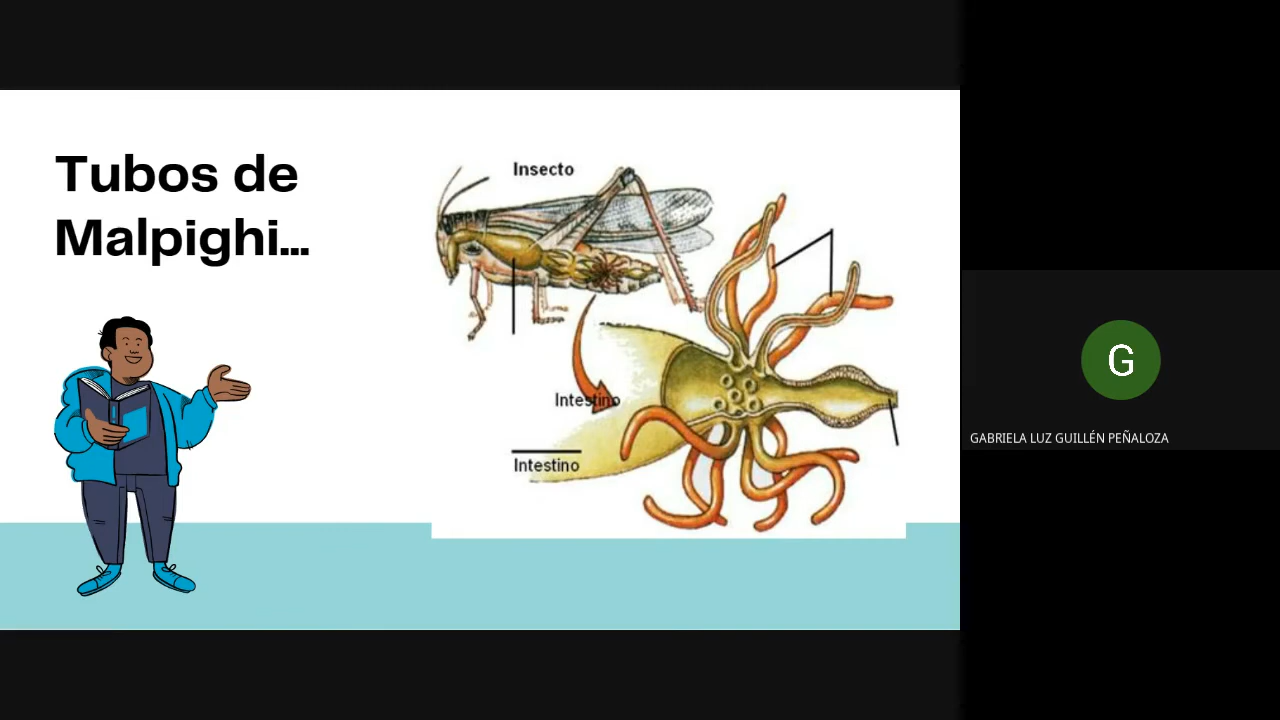 Tubos de
Malpighi...
Insecto
Intestino
Intestino
G
GABRIELA LUZ GUILLÉN PEÑALOZA